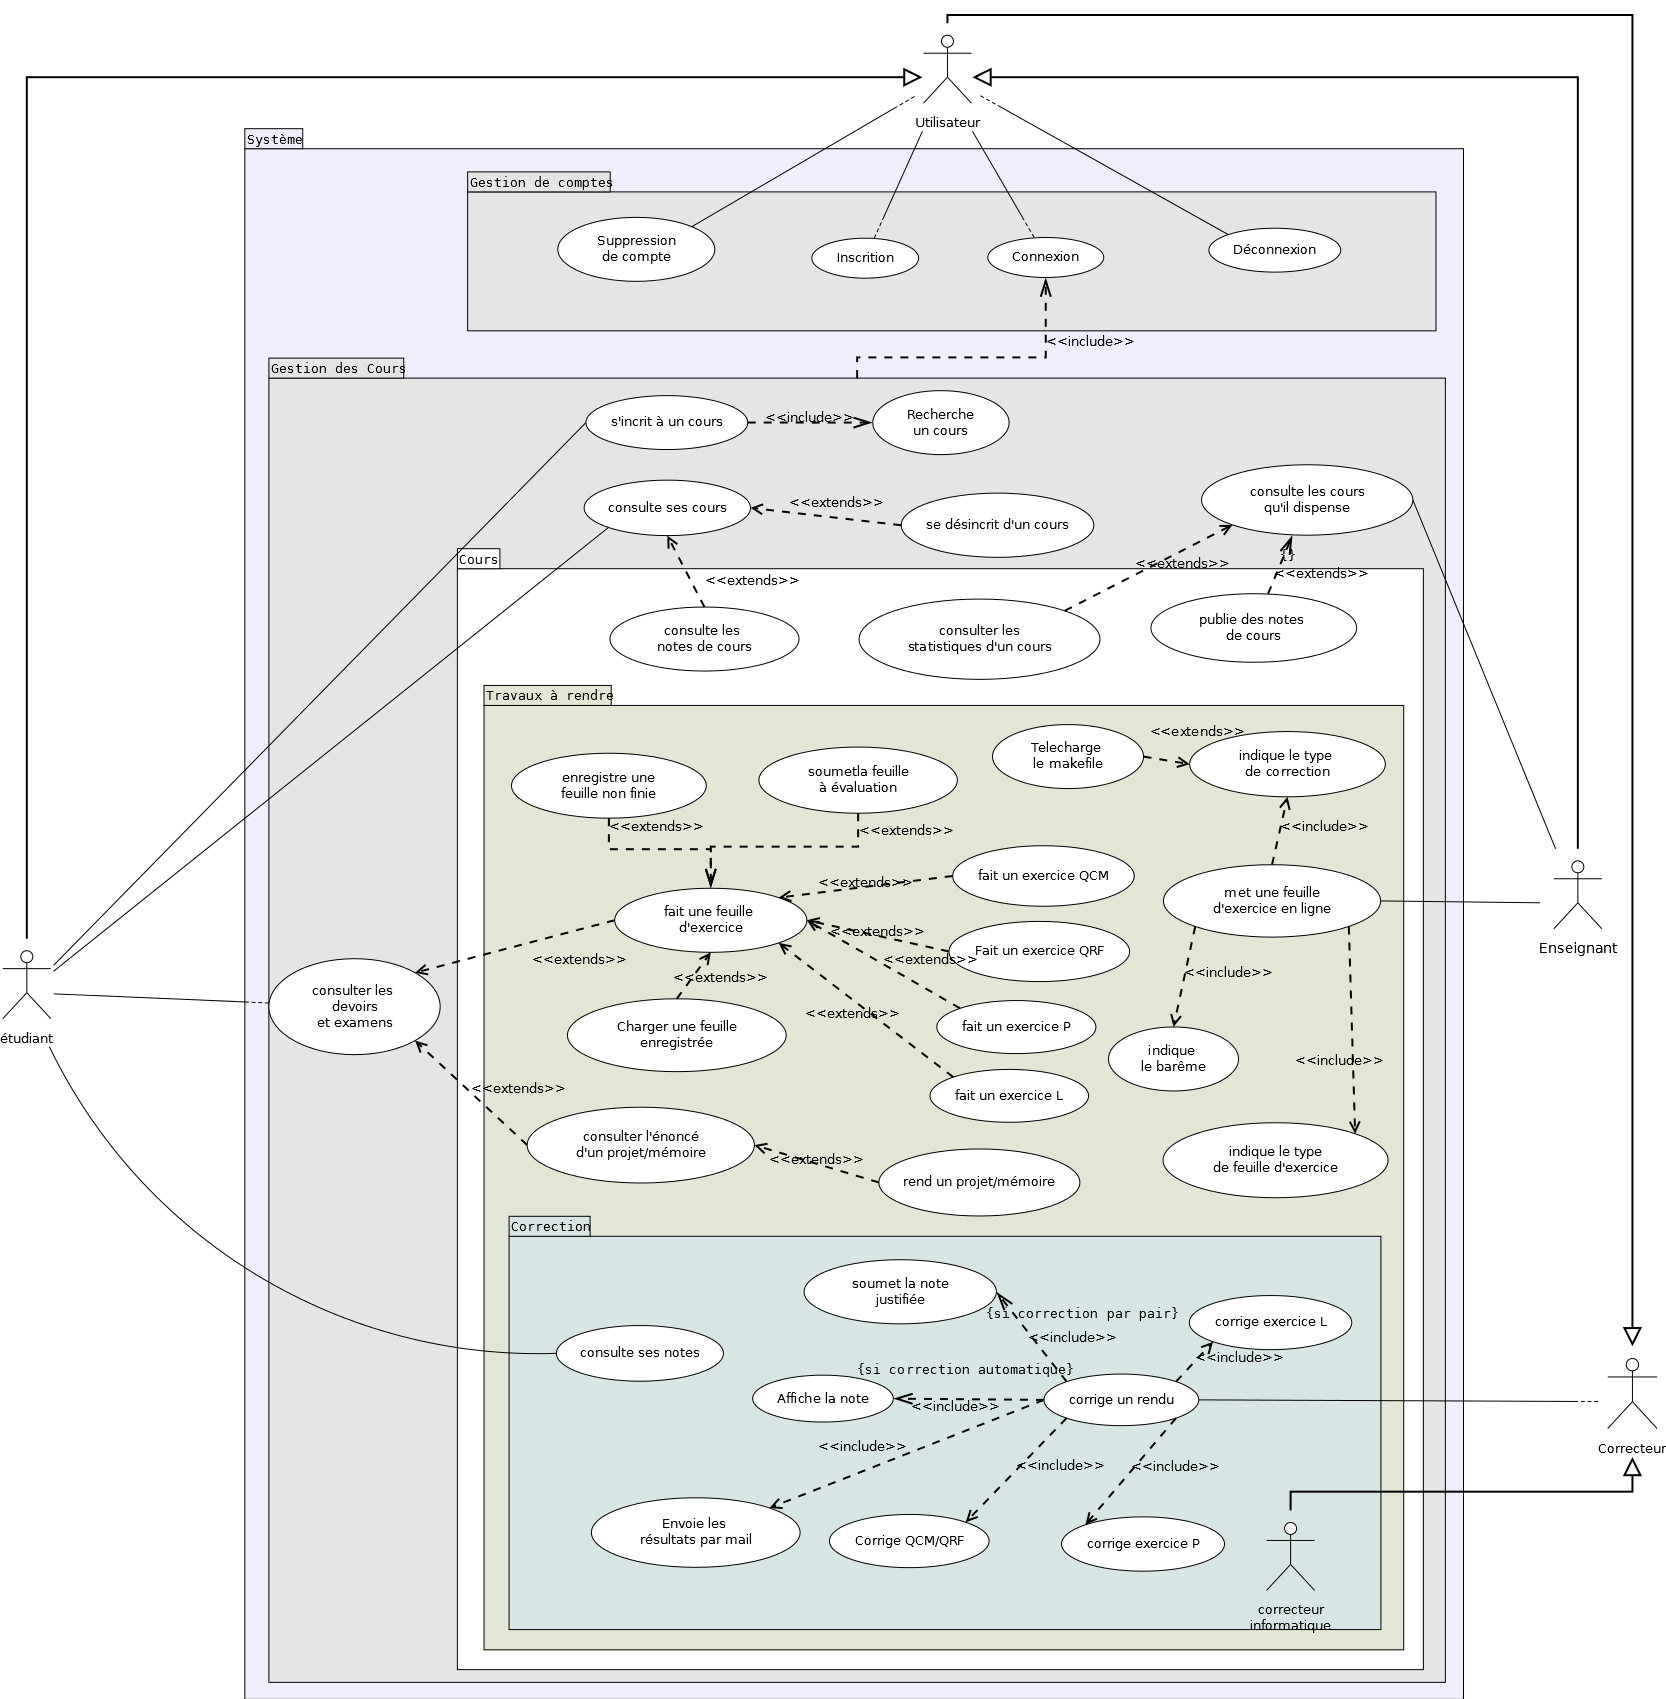 Utilisateur
Système
Gestion de comptes
Suppression
de compte
Inscrition
Connexion
Déconnexion
<<include>>
Gestion des Cours
s'incrit à un cours
<<include>>
Recherche
un cours
consulte ses cours
<<extends>>
se désincrit d'un cours
consulte les cours
qu'il dispense
Cours
<<extends>>
<<extends>>
{}
<<extends>>
consulte les
notes de cours
consulter les
statistiques d'un cours
publie des notes
de cours
Travaux à rendre
enregistre une
feuille non finie
soumetla feuille
à évaluation
Telecharge
le makefile
<<extends>>
indique le type
de correction
<<extends>>
<<extends>>
<<include>>
fait une feuille
d'exercice
<<extends>>
fait un exercice QCM
met une feuille
d'exercice en ligne
Enseignant
<<extends>>
Fait un exercice QRF
<<extends>>
<<extends>>
<<extends>>
<<include>>
étudiant
consulter les
devoirs
et examens
Charger une feuille
enregistrée
<<extends>>
fait un exercice P
indique
le barême
<<include>>
<<extends>>
fait un exercice L
consulter l'énoncé
d'un projet/mémoire
<<extends>>
rend un projet/mémoire
indique le type
de feuille d'exercice
Correction
soumet la note
justifiée
{si correction par pair}
<<include>>
corrige exercice L
<<include>>
consulte ses notes
{si correction automatique}
Affiche la note
<<include>>
corrige un rendu
Correcteur
<<include>>
<<include>>
<<include>>
Envoie les
résultats par mail
Corrige QCM/QRF
corrige exercice P
correcteur
informatique